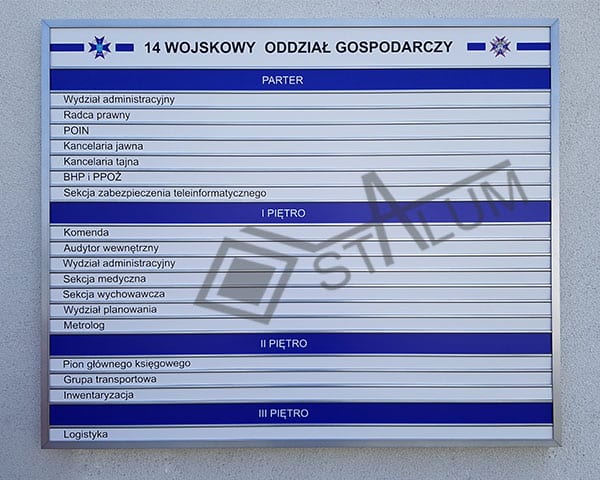 14 WOJSKOWY ODDZIAŁ GOSPODARCZY
PARTER
Wydział administracyjny
Radca prawny
POIN
Kancelaria jawna
Kancelaria tajna
BHP i PPOŻ
Sekcja zabezpieczenia teleinformatycznego
I PIĘTRO
Komenda
Audytor wewnętrzny
Wydział administracyjny
Sekcja medyczna
Sekcja wychowawcza
Wydział planowania
Metrolog
II PIĘTRO
Pion głównego księgowego
Grupa transportowa
Inwentaryzacja
III PIĘTRO
Logistyka
STALUM